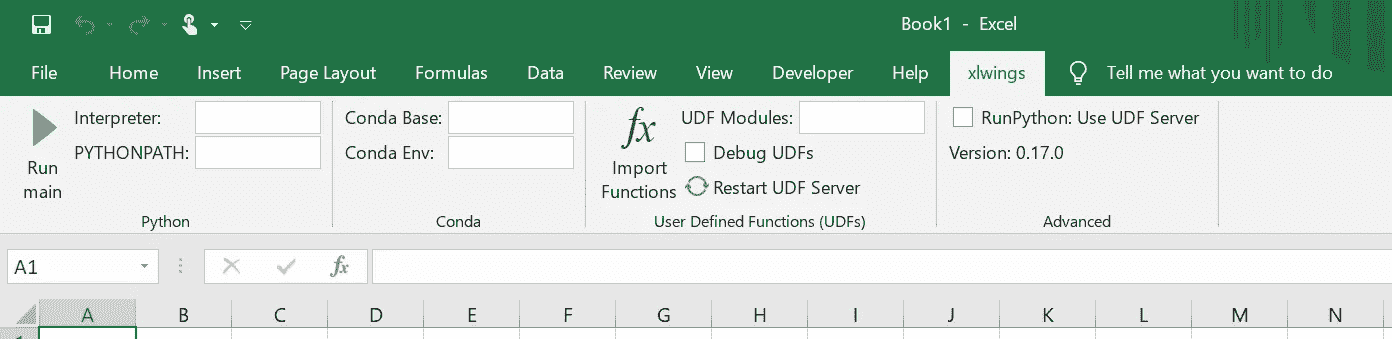 Book1 - Excel
File Home Insert Page Layout Formulas Data Review View Developer Help xlwings Tell me what you want to do
Interpreter: Conda Base: fx UDF Modules: RunPython: Use UDF Server
PYTHONPATH: Conda Env: Debug UDFs Version: 0.17.0
Run Import
main Functions Restart UDF Server
Python Conda User Defined Functions (UDFs) Advanced
A1 fx
A B C D E F G H I J K L M N